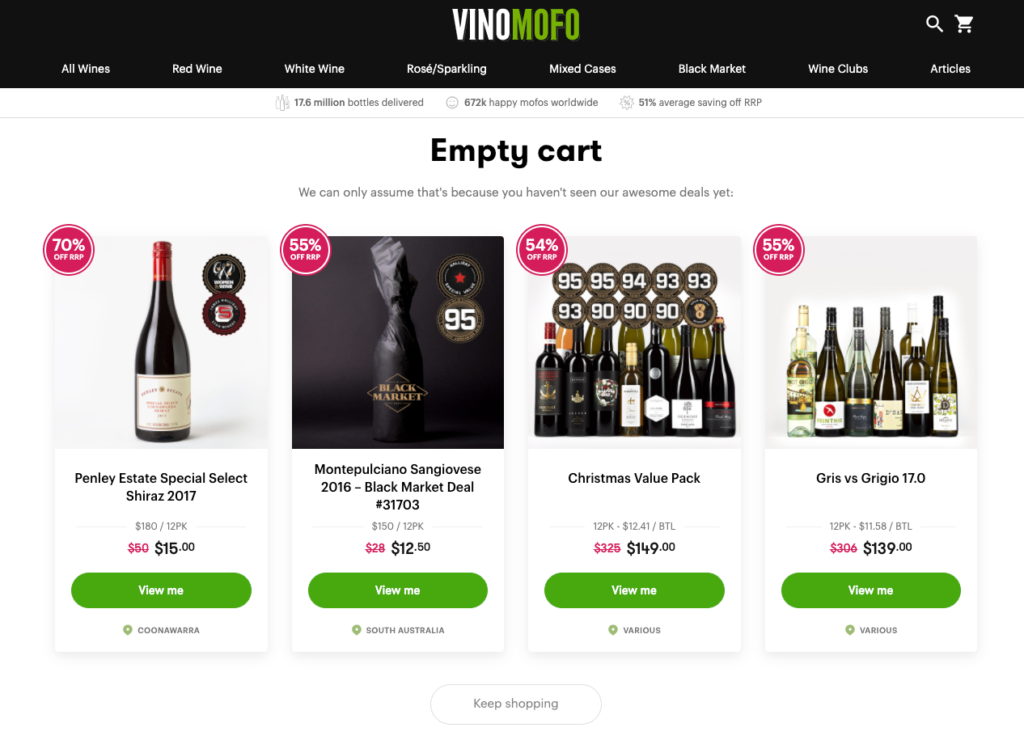 VINOMOFO
All Wines
Red Wine
White Wine
Rosé/Sparkling
Mixed Cases
Black Market
Wine Clubs
Articles
17.6 million bottles delivered
672k happy mofos worldwide
51% average saving off RRP
Empty cart
We can only assume that's because you haven't seen our awesome deals yet:
70%
OFF RRP
WOMEN
Penley Estate Special Select
Shiraz 2017
$180 / 12PK
$50 $15.00
View me
COONAWARRA
55%
OFF RRP
SPECIAL VALUE
95
BLACK
MARKET
Montepulciano Sangiovese
2016 – Black Market Deal
#31703
$150 / 12PK
$28 $12.50
View me
SOUTH AUSTRALIA
54%
OFF RRP
95 95 94 93 93
93 90 90 90
Christmas Value Pack
12PK - $12.41 / BTL
$325 $149.00
View me
VARIOUS
55%
OFF RRP
Gris vs Grigio 17.0
12PK - $11.58 / BTL
$306 $139.00
View me
VARIOUS
Keep shopping